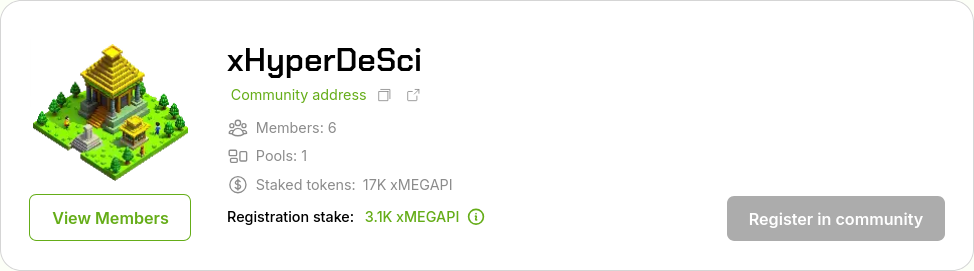 xHyperDeSci
Community address
Members: 6
Pools: 1
Staked tokens: 17K xMEGAPI
View Members
Registration stake: 3.1K xMEGAPI
Register in community